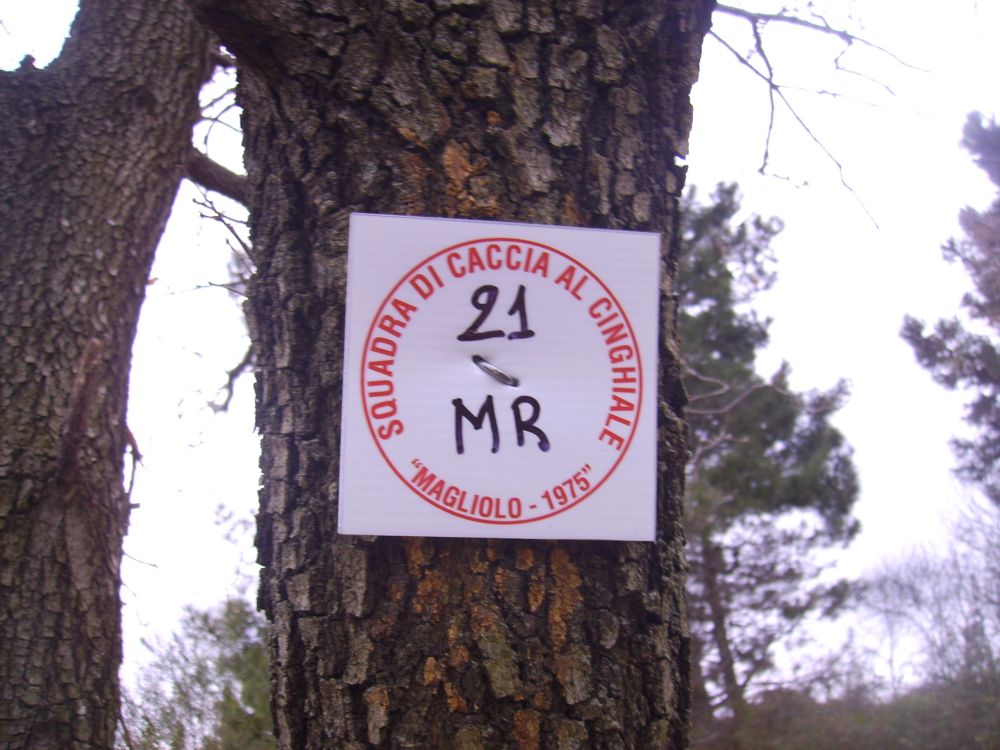 SQUADRA DI CACCIA AL CINGHIALE
21
MR
"MAGLIOLO - 1975"